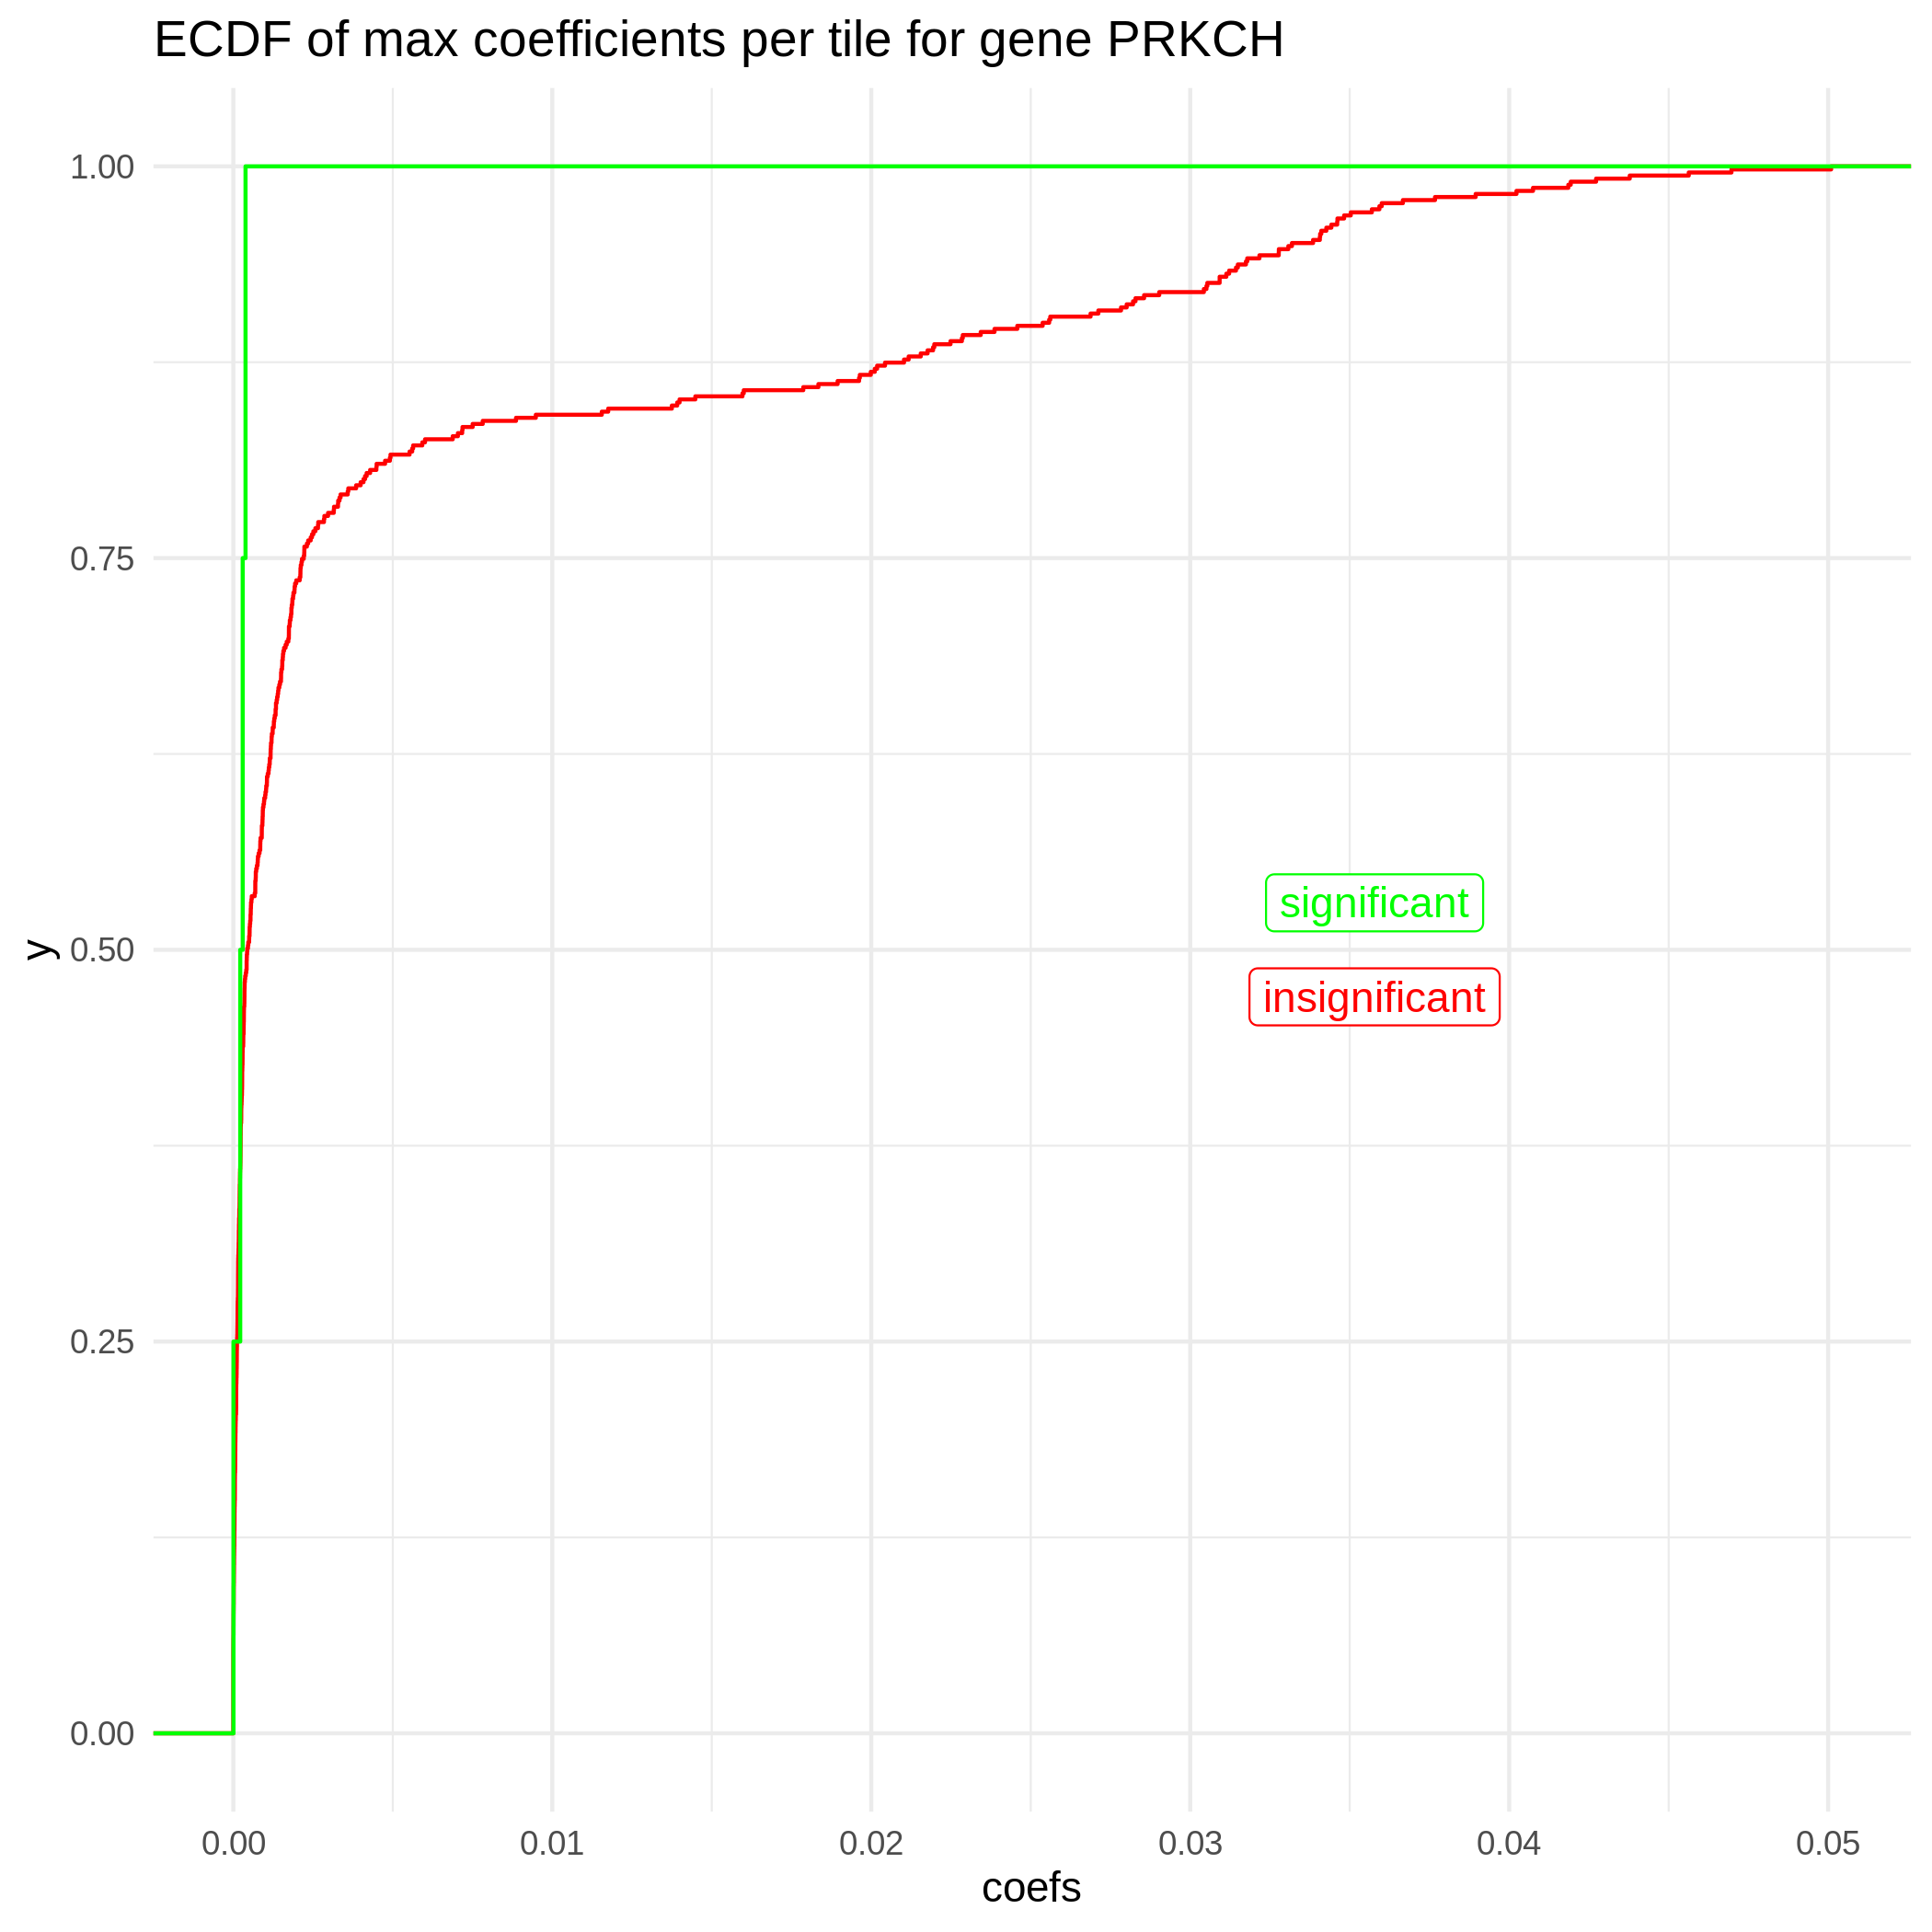 ECDF of max coefficients per tile for gene PRKCH
1.00
0.75
0.50
0.25
0.00
y
significant
insignificant
0.00 0.01 0.02 0.03 0.04 0.05
coefs